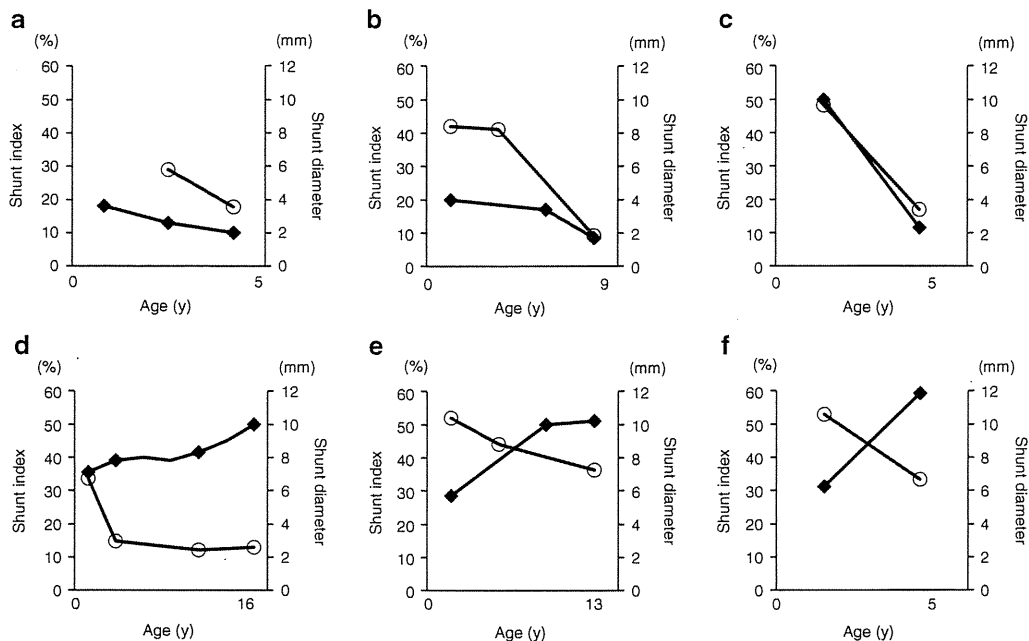 a
(%) (mm)
60 12
50 10
40 8
30 6
20 4
10 2
0 0
Shunt index
Shunt diameter
0 5
Age (y)
b
(%) (mm)
60 12
50 10
40 8
30 6
20 4
10 2
0 0
Shunt index
Shunt diameter
0 9
Age (y)
c
(%) (mm)
60 12
50 10
40 8
30 6
20 4
10 2
0 0
Shunt index
Shunt diameter
0 5
Age (y)
d
(%) (mm)
60 12
50 10
40 8
30 6
20 4
10 2
0 0
Shunt index
Shunt diameter
0 16
Age (y)
e
(%) (mm)
60 12
50 10
40 8
30 6
20 4
10 2
0 0
Shunt index
Shunt diameter
0 13
Age (y)
f
(%) (mm)
60 12
50 10
40 8
30 6
20 4
10 2
0 0
Shunt index
Shunt diameter
0 5
Age (y)